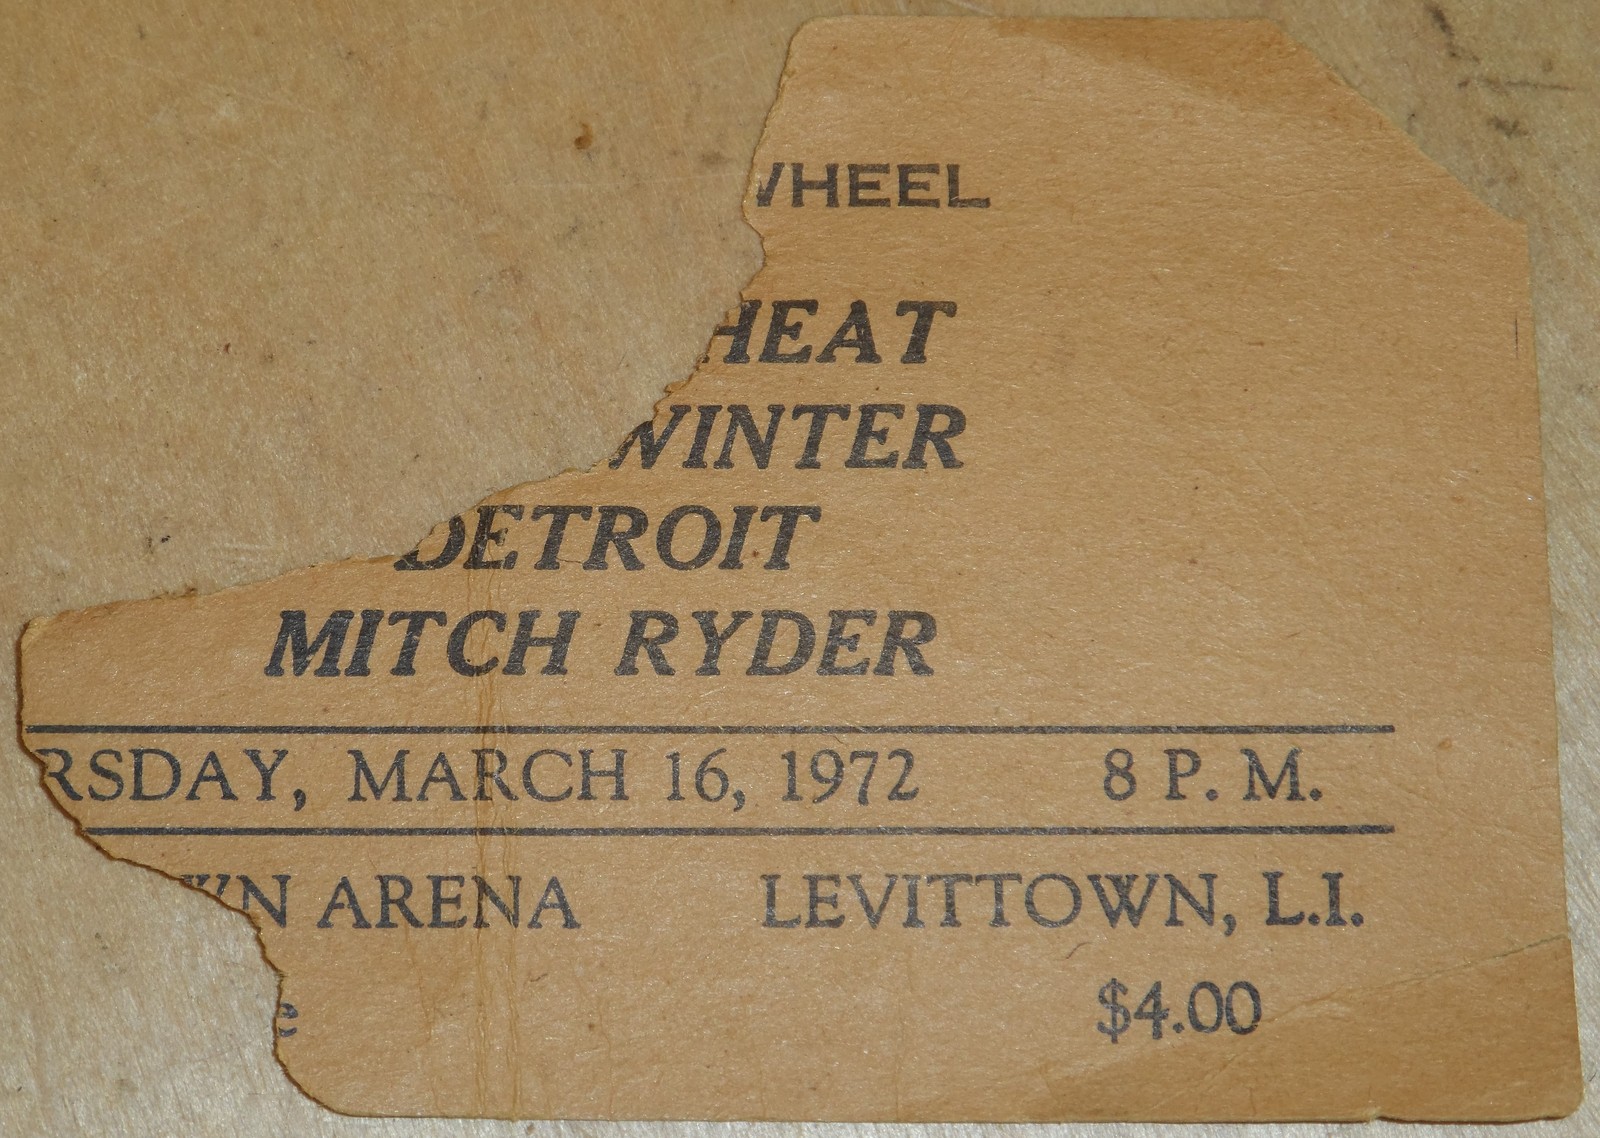 WHEEL
HEAT
WINTER
DETROIT
MITCH RYDER
RSDAY, MARCH 16, 1972 8 P. M.
WN ARENA LEVITTOWN, L.I.
e $4.00